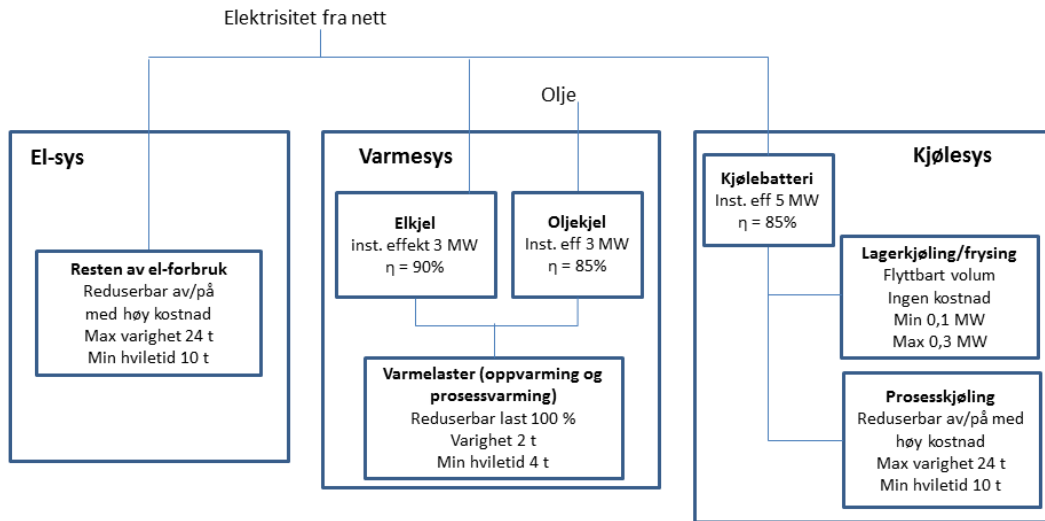 Elektrisitet fra nett
Olje
El-sys
Resten av el-forbruk
Reduserbar av/på
med høy kostnad
Max varighet 24 t
Min hviletid 10 t
Varmesys
Elkjel
inst. effekt 3 MW
η = 90%
Oljekjel
Inst. eff 3 MW
η = 85%
Varmelaster (oppvarming og
prosessvarming)
Reduserbar last 100 %
Varighet 2 t
Min hviletid 4 t
Kjølesys
Kjølebatteri
Inst. eff 5 MW
η = 85%
Lagerkjøling/frysing
Flyttbart volum
Ingen kostnad
Min 0,1 MW
Max 0,3 MW
Prosesskjøling
Reduserbar av/på med
høy kostnad
Max varighet 24 t
Min hviletid 10 t